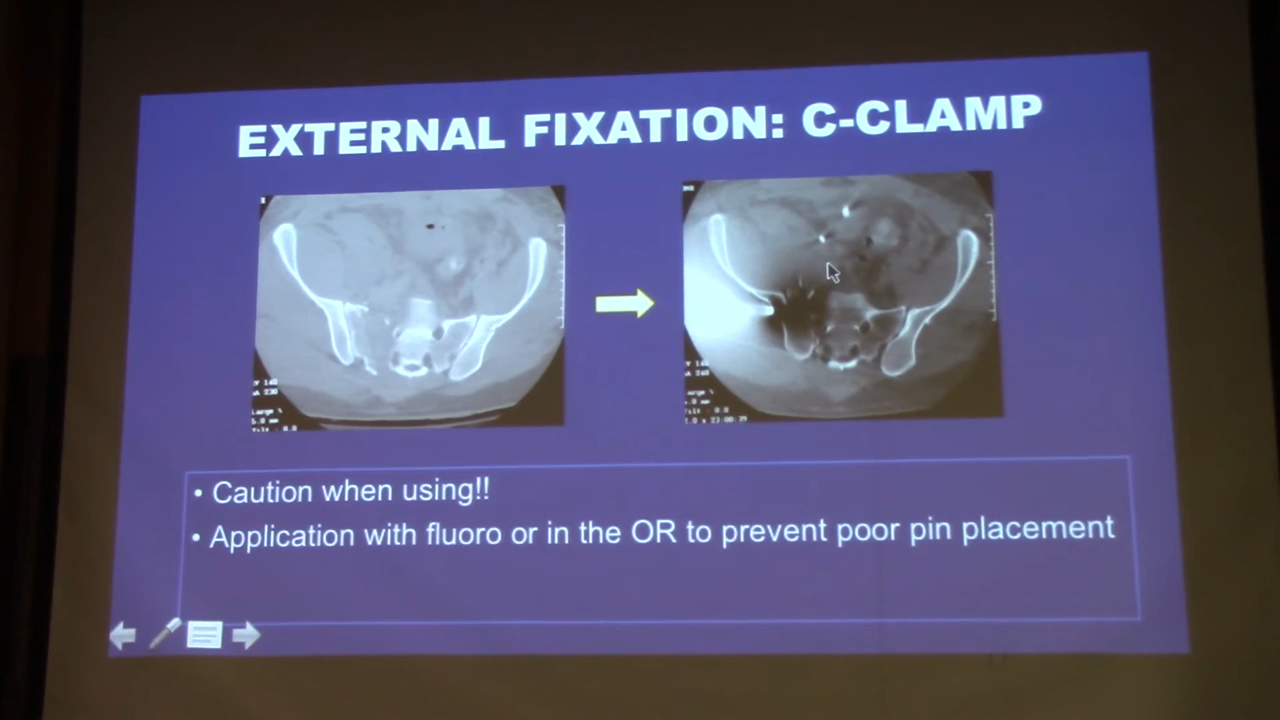 EXTERNAL FIXATION: C-CLAMP
• Caution when using!!
• Application with fluoro or in the OR to prevent poor pin placement